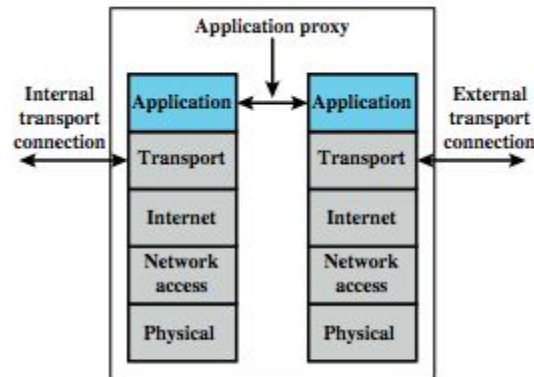 Application proxy
Internal
transport
connection
Application
Transport
Internet
Network
access
Physical
Application
Transport
Internet
Network
access
Physical
External
transport
connection